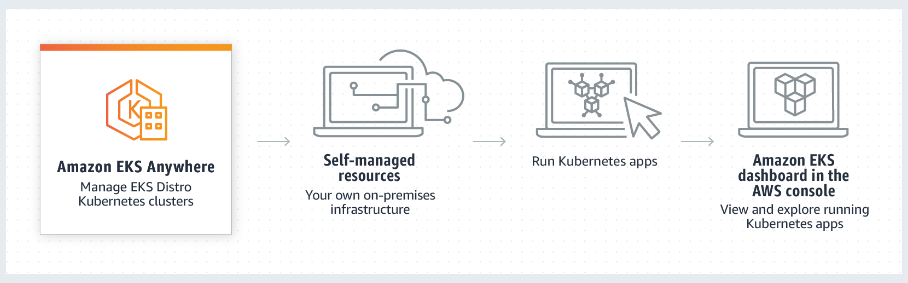 Amazon EKS Anywhere
Manage EKS Distro
Kubernetes clusters
Self-managed
resources
Your own on-premises
infrastructure
Run Kubernetes apps
Amazon EKS
dashboard in the
AWS console
View and explore running
Kubernetes apps